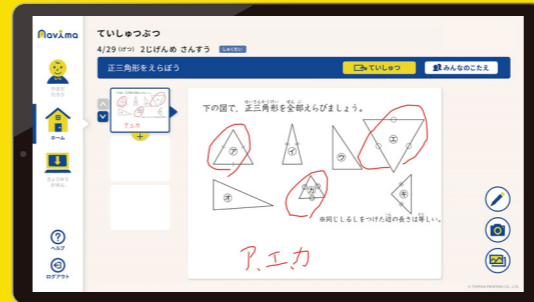 navima
ていしゅつぶつ
4/29(げつ) 2じげんめ さんすう しゅくだい
正三角形をえらぼう
ていしゅつ
みんなのこたえ
ホーム
ヘルプ
ログアウト
下の図で、正三角形を全部えらびましょう。
ア
イ
ウ
エ
オ
カ
キ
※同じしるしをつけた辺の長さは等しい。
ア、エ、カ